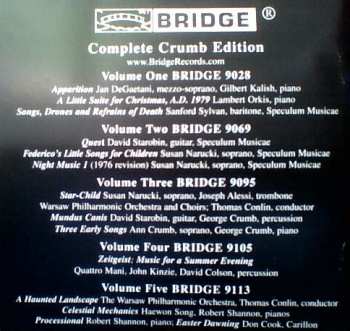 BRIDGE ®
Complete Crumb Edition
www.BridgeRecords.com
Volume One BRIDGE 9028
Apparition Jan DeGaetani, mezzo-soprano, Gilbert Kalish, piano
A Little Suite for Christmas, A.D. 1979 Lambert Orkis, piano
Songs, Drones and Refrains of Death Sanford Sylvan, baritone, Speculum Musicae
Volume Two BRIDGE 9069
Quest David Starobin, guitar, Speculum Musicae
Federico's Little Songs for Children Susan Narucki, soprano, Speculum Musicae
Night Music I (1976 revision) Susan Narucki, soprano, Speculum Musicae
Volume Three BRIDGE 9095
Star-Child Susan Narucki, soprano, Joseph Alessi, trombone
Warsaw Philharmonic Orchestra and Choirs; Thomas Conlin, conductor
Mundus Canis David Starobin, guitar, George Crumb, percussion
Three Early Songs Ann Crumb, soprano, George Crumb, piano
Volume Four BRIDGE 9105
Zeitgeist; Music for a Summer Evening
Quattro Mani, John Kinzie, David Colson, percussion
Volume Five BRIDGE 9113
A Haunted Landscape The Warsaw Philharmonic Orchestra, Thomas Conlin, conductor
Celestial Mechanics Haewon Song, Robert Shannon, pianos
Processional Robert Shannon, piano; Easter Dawning Don Cook, Carillon